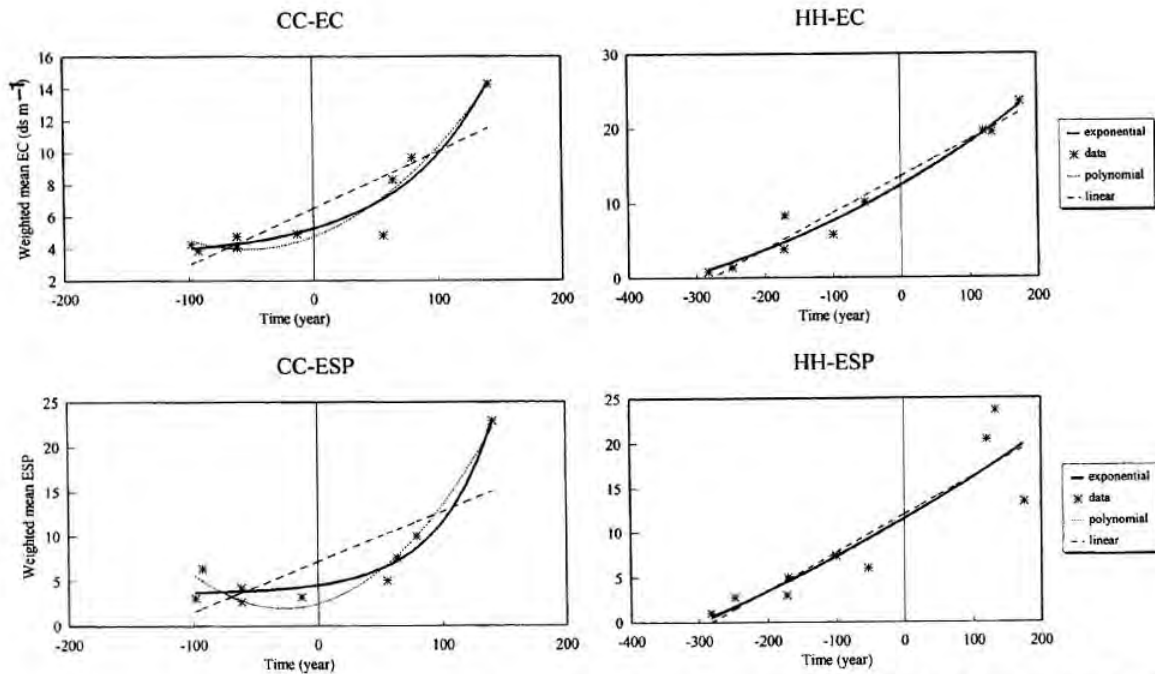 CC-EC
Weighted mean EC (ds m⁻¹)
16
14
12
10
8
6
4
2
-200
-100
0
100
200
Time (year)
HH-EC
30
20
10
0
-400
-300
-200
-100
0
100
200
Time (year)
exponential
data
polynomial
linear
CC-ESP
Weighted mean ESP
25
20
15
10
5
0
-200
-100
0
100
200
Time (year)
HH-ESP
25
20
15
10
5
0
-400
-300
-200
-100
0
100
200
Time (year)
exponential
data
polynomial
linear